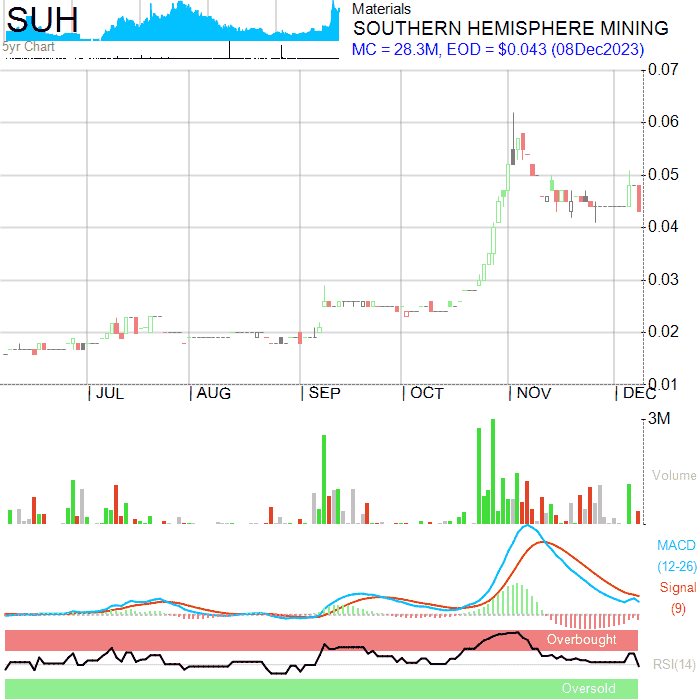 SUH
Materials
SOUTHERN HEMISPHERE MINING
5yr Chart
MC = 28.3M, EOD = $0.043 (08Dec2023)
0.07
0.06
0.05
0.04
0.03
0.02
0.01
JUL AUG SEP OCT NOV DEC
3M
Volume
MACD
(12-26)
Signal
(9)
Overbought
RSI(14)
Oversold